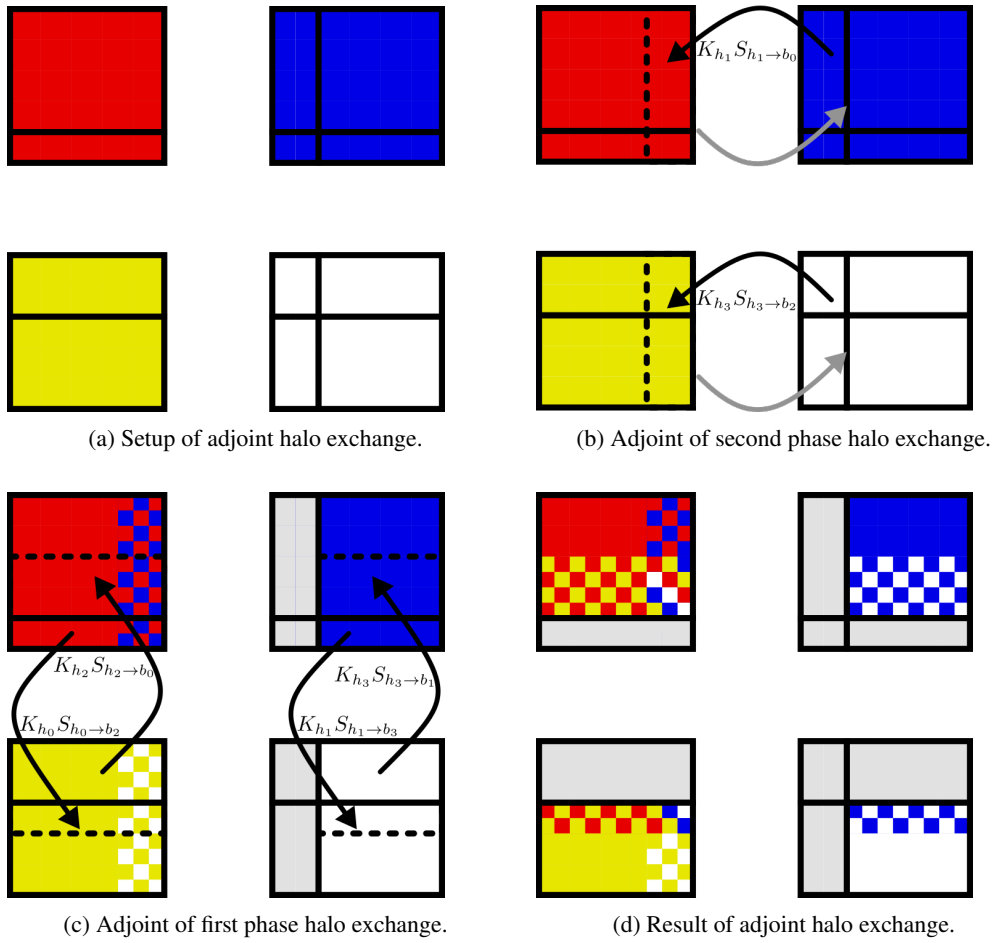 K_{h_1} S_{h_1→b_0}
K_{h_3} S_{h_3→b_2}
(a) Setup of adjoint halo exchange.
(b) Adjoint of second phase halo exchange.
K_{h_2} S_{h_2→b_0}
K_{h_3} S_{h_3→b_1}
K_{h_0} S_{h_0→b_2}
K_{h_1} S_{h_1→b_3}
(c) Adjoint of first phase halo exchange.
(d) Result of adjoint halo exchange.